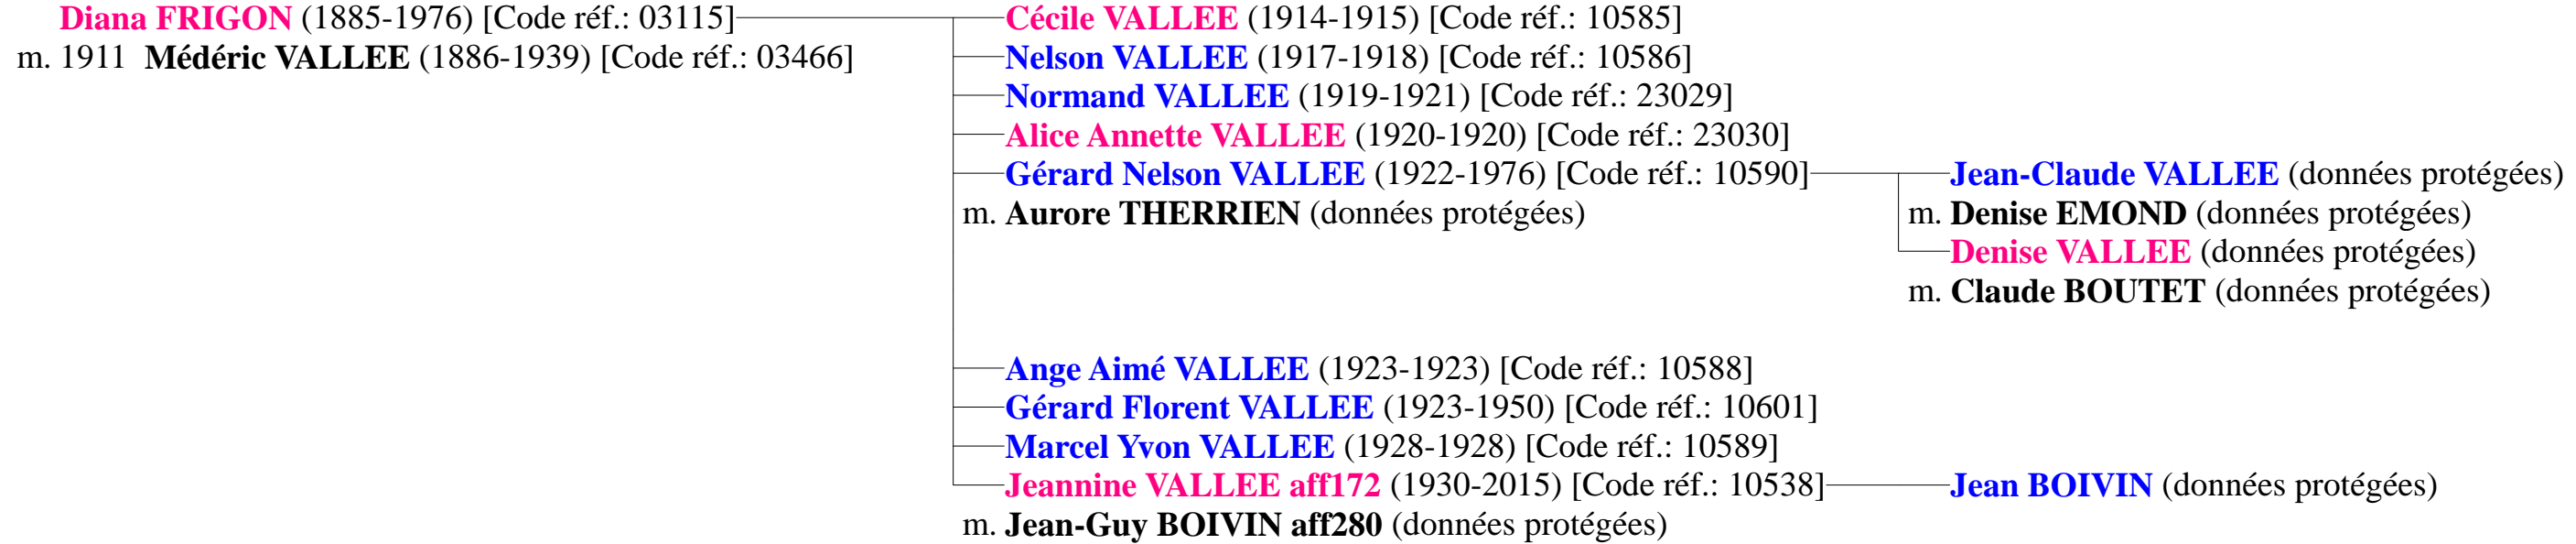 Diana FRIGON (1885-1976) [Code réf.: 03115]
m. 1911 Médéric VALLEE (1886-1939) [Code réf.: 03466]
Cécile VALLEE (1914-1915) [Code réf.: 10585]
Nelson VALLEE (1917-1918) [Code réf.: 10586]
Normand VALLEE (1919-1921) [Code réf.: 23029]
Alice Annette VALLEE (1920-1920) [Code réf.: 23030]
Gérard Nelson VALLEE (1922-1976) [Code réf.: 10590]
m. Aurore THERRIEN (données protégées)
Jean-Claude VALLEE (données protégées)
m. Denise EMOND (données protégées)
Denise VALLEE (données protégées)
m. Claude BOUTET (données protégées)
Ange Aimé VALLEE (1923-1923) [Code réf.: 10588]
Gérard Florent VALLEE (1923-1950) [Code réf.: 10601]
Marcel Yvon VALLEE (1928-1928) [Code réf.: 10589]
Jeannine VALLEE aff172 (1930-2015) [Code réf.: 10538]
m. Jean-Guy BOIVIN aff280 (données protégées)
Jean BOIVIN (données protégées)